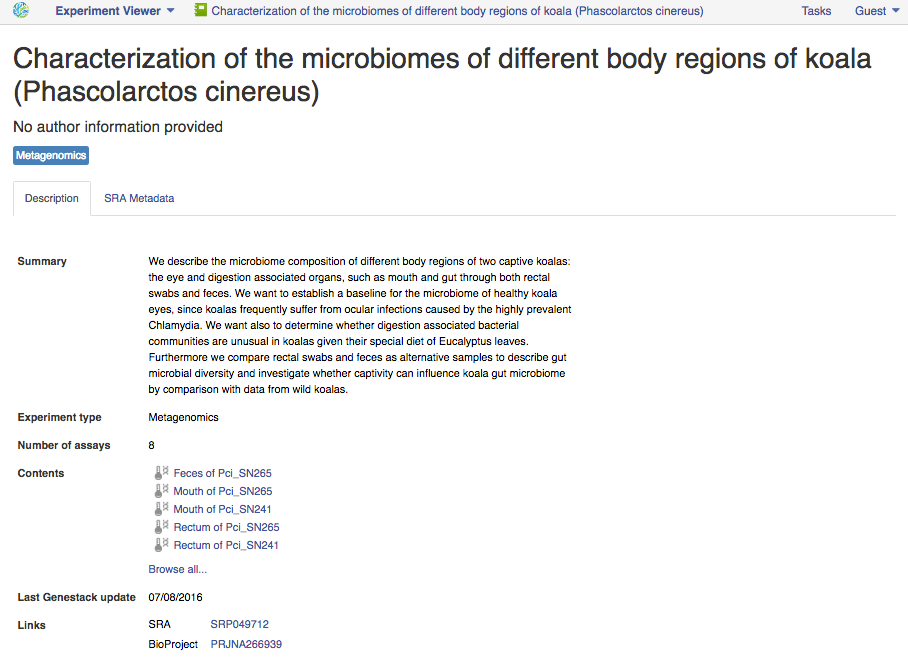 Experiment Viewer Characterization of the microbiomes of different body regions of koala (Phascolarctos cinereus) Tasks Guest
Characterization of the microbiomes of different body regions of koala
(Phascolarctos cinereus)
No author information provided
Metagenomics
Description SRA Metadata
Summary We describe the microbiome composition of different body regions of two captive koalas:
the eye and digestion associated organs, such as mouth and gut through both rectal
swabs and feces. We want to establish a baseline for the microbiome of healthy koala
eyes, since koalas frequently suffer from ocular infections caused by the highly prevalent
Chlamydia. We want also to determine whether digestion associated bacterial
communities are unusual in koalas given their special diet of Eucalyptus leaves.
Furthermore we compare rectal swabs and feces as alternative samples to describe gut
microbial diversity and investigate whether captivity can influence koala gut microbiome
by comparison with data from wild koalas.
Experiment type Metagenomics
Number of assays 8
Contents Feces of Pci_SN265
Mouth of Pci_SN265
Mouth of Pci_SN241
Rectum of Pci_SN265
Rectum of Pci_SN241
Browse all...
Last Genestack update 07/08/2016
Links SRA SRP049712
BioProject PRJNA266939